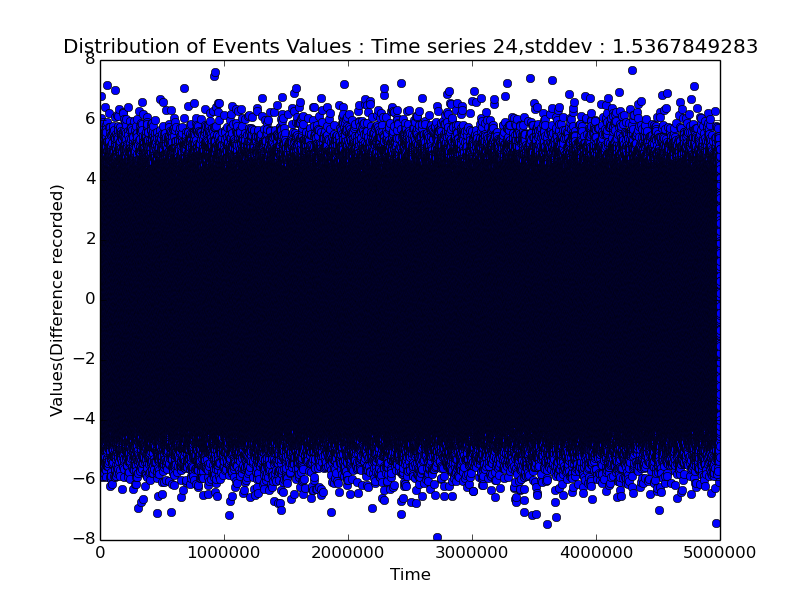 Distribution of Events Values : Time series 24,stddev : 1.5367849283
8
6
4
2
0
−2
−4
−6
−8
Values(Difference recorded)
0 1000000 2000000 3000000 4000000 5000000
Time